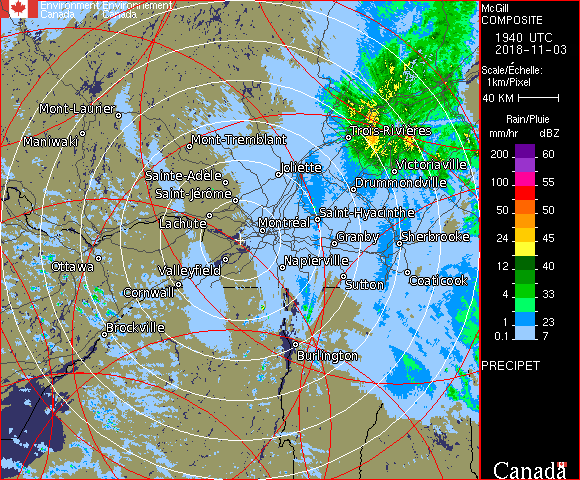 Environment Environnement
Canada Canada
McGill
COMPOSITE
1940 UTC
2018-11-03
Scale/Échelle:
1km/Pixel
40 KM
Rain/Pluie
mm/hr dBZ
200 60
100 55
50 50
24 45
12 40
4 33
1 23
0.1 7
PRECIPET
Canada
Mont-Laurier
Maniwaki
Mont-Tremblant
Trois-Rivières
Sainte-Adèle
Joliette
Victoriaville
Saint-Jérôme
Drummondville
Lachute
Montréal
Saint-Hyacinthe
Granby
Sherbrooke
Ottawa
Valleyfield
Napierville
Cornwall
Sutton
Coaticook
Brockville
Burlington